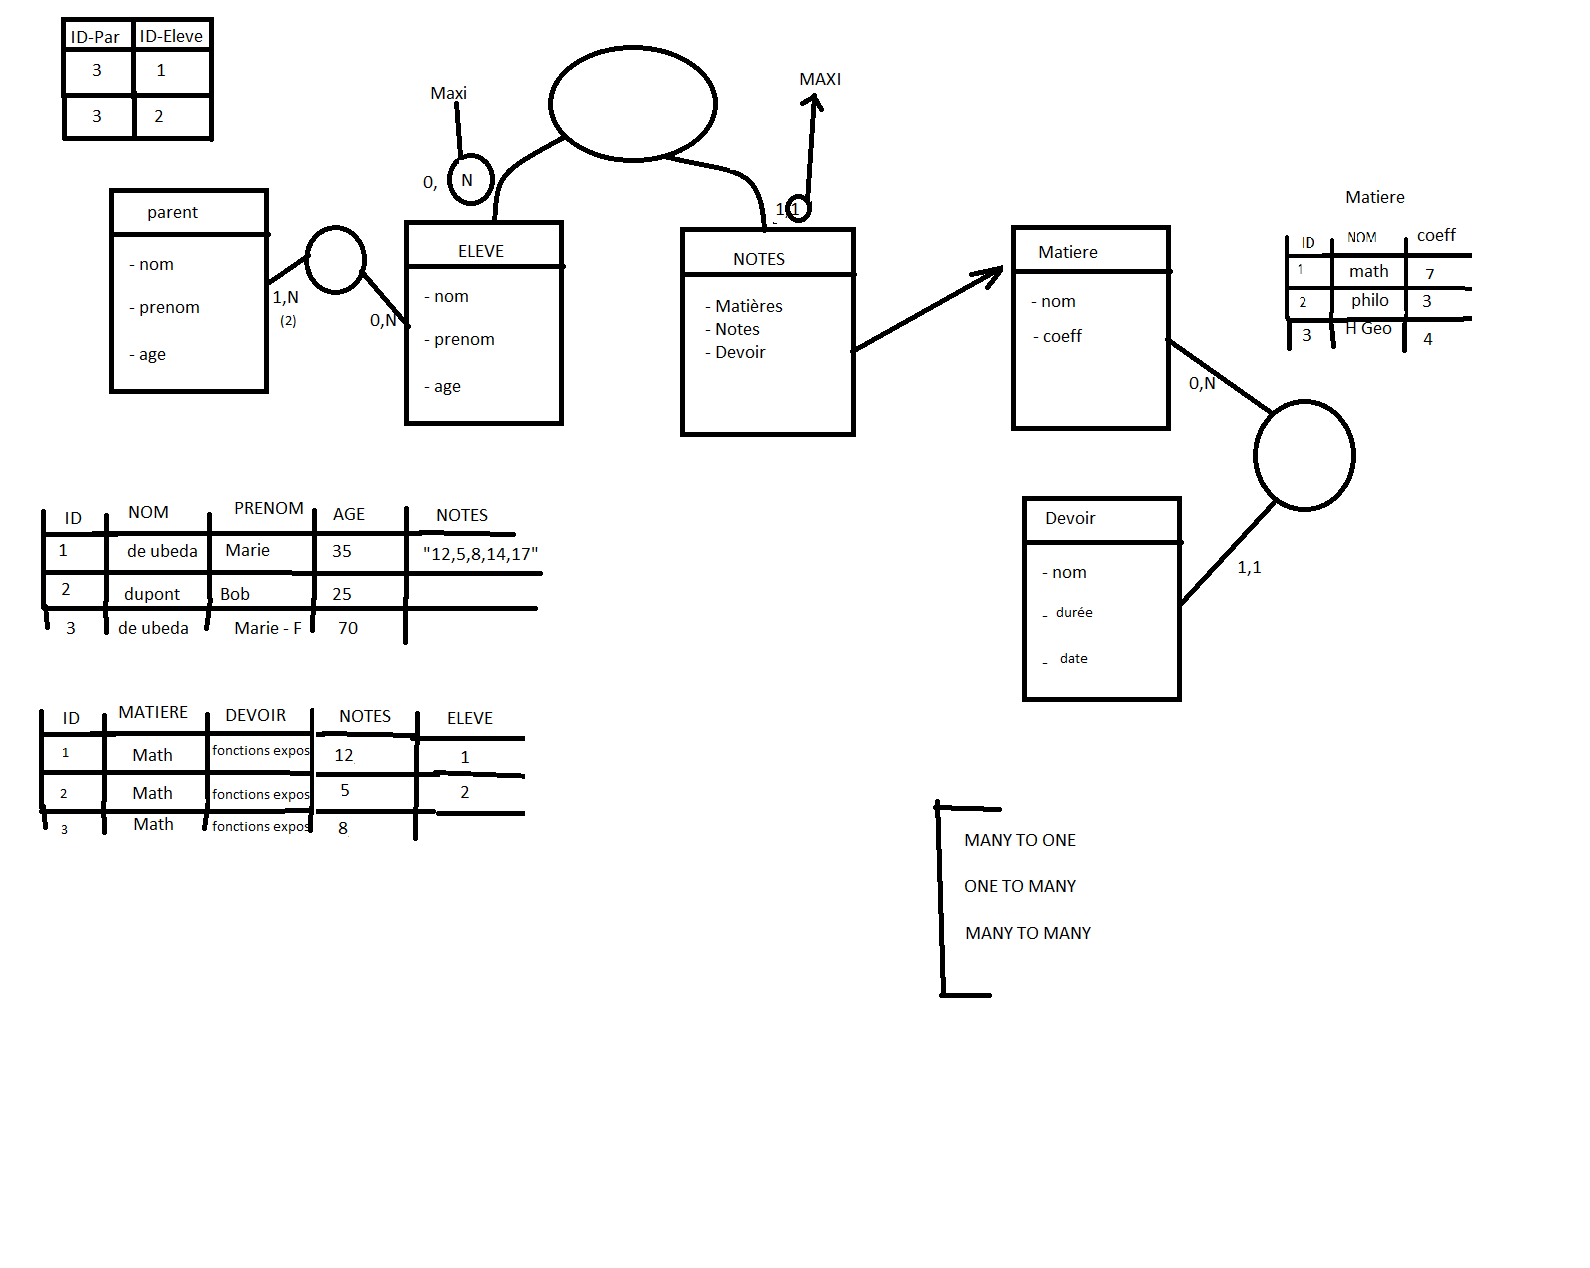 ID-Par ID-Eleve
3 1
3 2
Maxi
0, N
MAXI
1,1
parent
- nom
- prenom
- age
1,N
(2)
0,N
ELEVE
- nom
- prenom
- age
NOTES
- Matières
- Notes
- Devoir
Matiere
- nom
- coeff
0,N
Matiere
ID NOM coeff
1 math 7
2 philo 3
3 H Geo 4
Devoir
- nom
- durée
- date
1,1
ID NOM PRENOM AGE NOTES
1 de ubeda Marie 35 "12,5,8,14,17"
2 dupont Bob 25
3 de ubeda Marie - F 70
ID MATIERE DEVOIR NOTES ELEVE
1 Math fonctions expos 12 1
2 Math fonctions expos 5 2
3 Math fonctions expos 8
MANY TO ONE
ONE TO MANY
MANY TO MANY